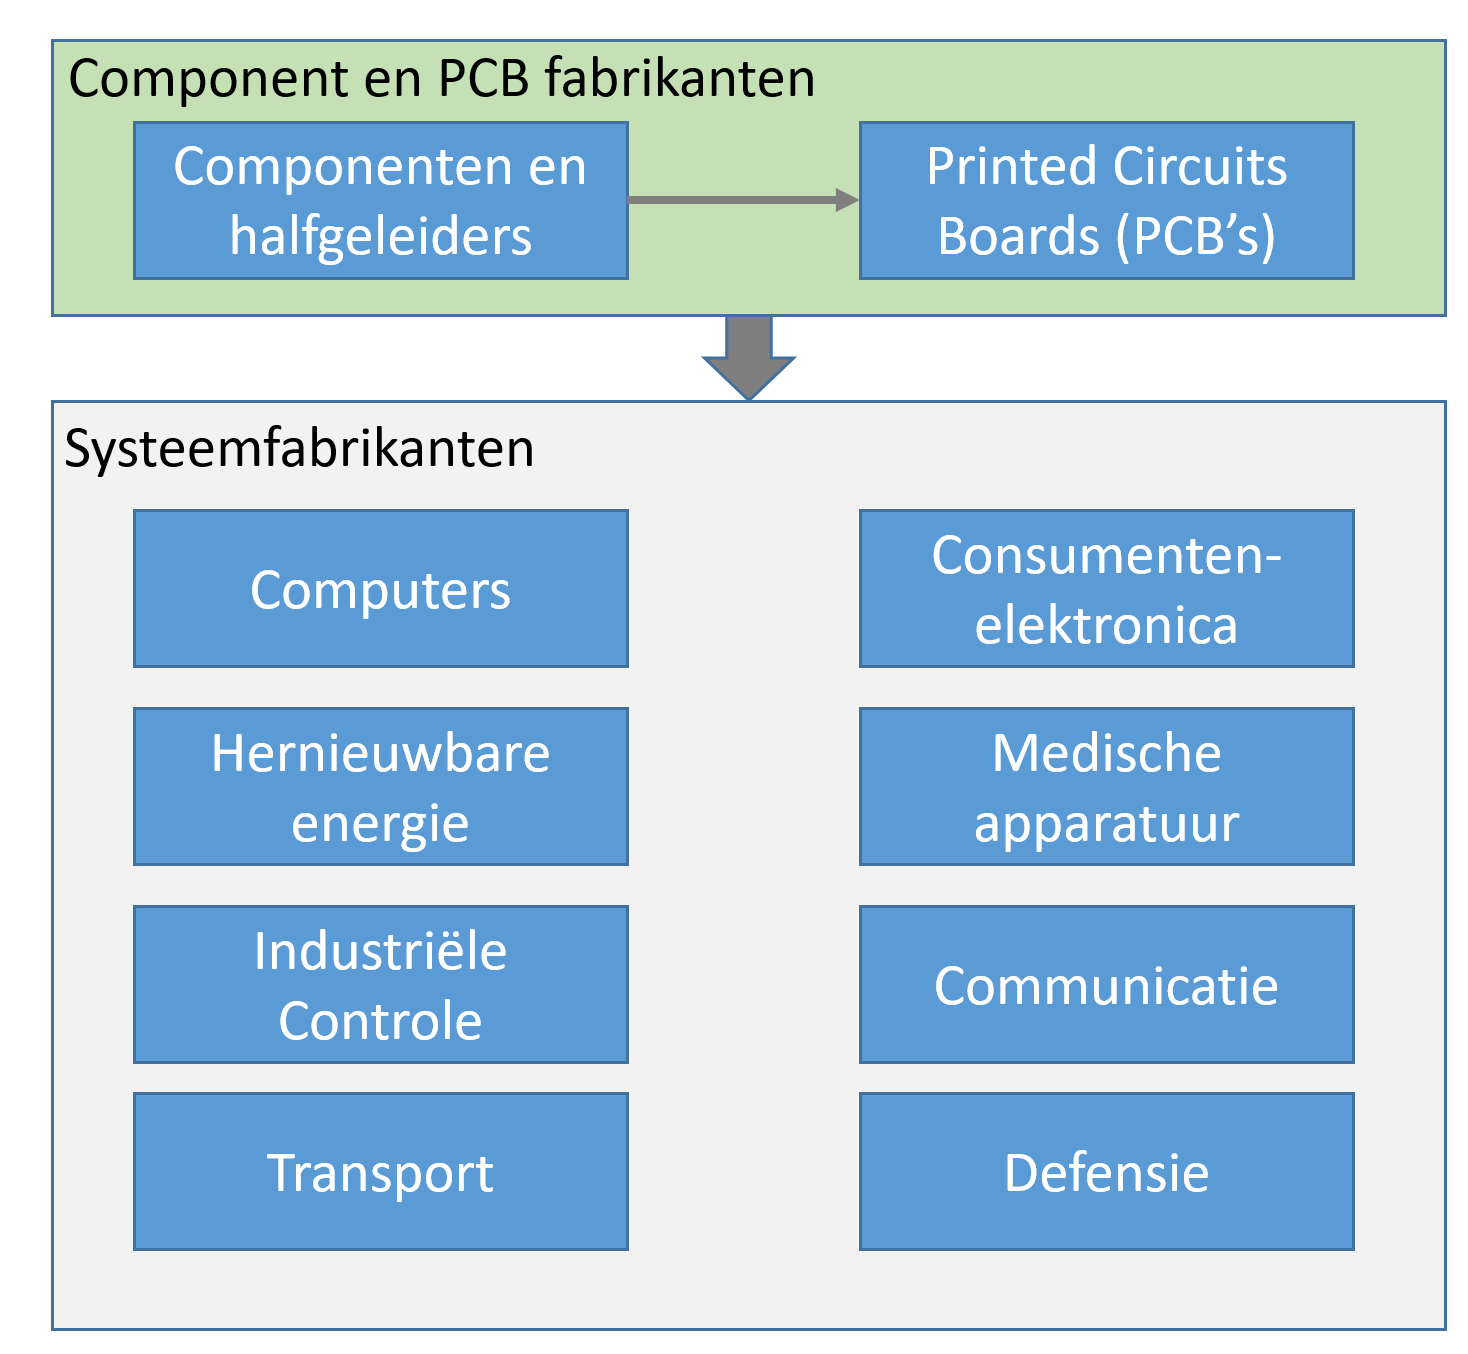 Component en PCB fabrikanten
Componenten en
halfgeleiders
Printed Circuits
Boards (PCB’s)
Systeemfabrikanten
Computers
Consumenten-
elektronica
Hernieuwbare
energie
Medische
apparatuur
Industriële
Controle
Communicatie
Transport
Defensie